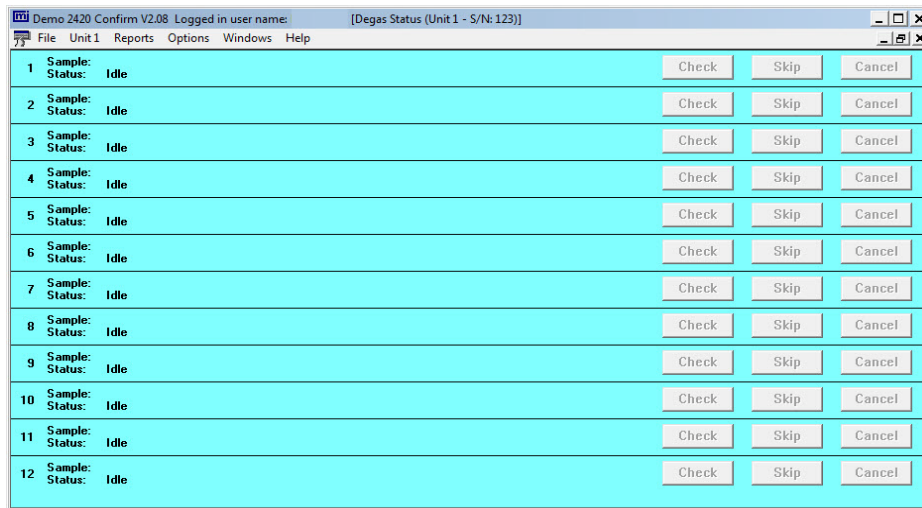 Demo 2420 Confirm V2.08 Logged in user name: [Degas Status (Unit 1 - S/N: 123)]
File Unit 1 Reports Options Windows Help
1 Sample:
Status: Idle Check Skip Cancel
2 Sample:
Status: Idle Check Skip Cancel
3 Sample:
Status: Idle Check Skip Cancel
4 Sample:
Status: Idle Check Skip Cancel
5 Sample:
Status: Idle Check Skip Cancel
6 Sample:
Status: Idle Check Skip Cancel
7 Sample:
Status: Idle Check Skip Cancel
8 Sample:
Status: Idle Check Skip Cancel
9 Sample:
Status: Idle Check Skip Cancel
10 Sample:
Status: Idle Check Skip Cancel
11 Sample:
Status: Idle Check Skip Cancel
12 Sample:
Status: Idle Check Skip Cancel